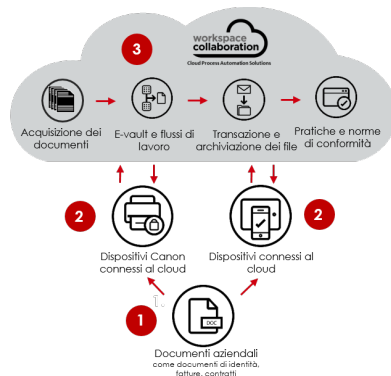 3
workspace
collaboration
Cloud Process Automation Solutions
Acquisizione dei
documenti
E-vault e flussi di
lavoro
Transazione e
archiviazione dei file
Pratiche e norme
di conformità
2
2
Dispositivi Canon
connessi al cloud
Dispositivi connessi al
cloud
1
DOC
Documenti aziendali
come documenti di identità,
fatture, contratti